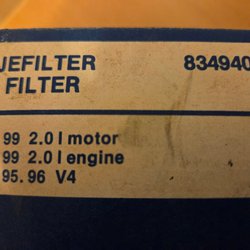 JEFILTER 834940
FILTER
99 2.0 l motor
99 2.0 l engine
95. 96 V4